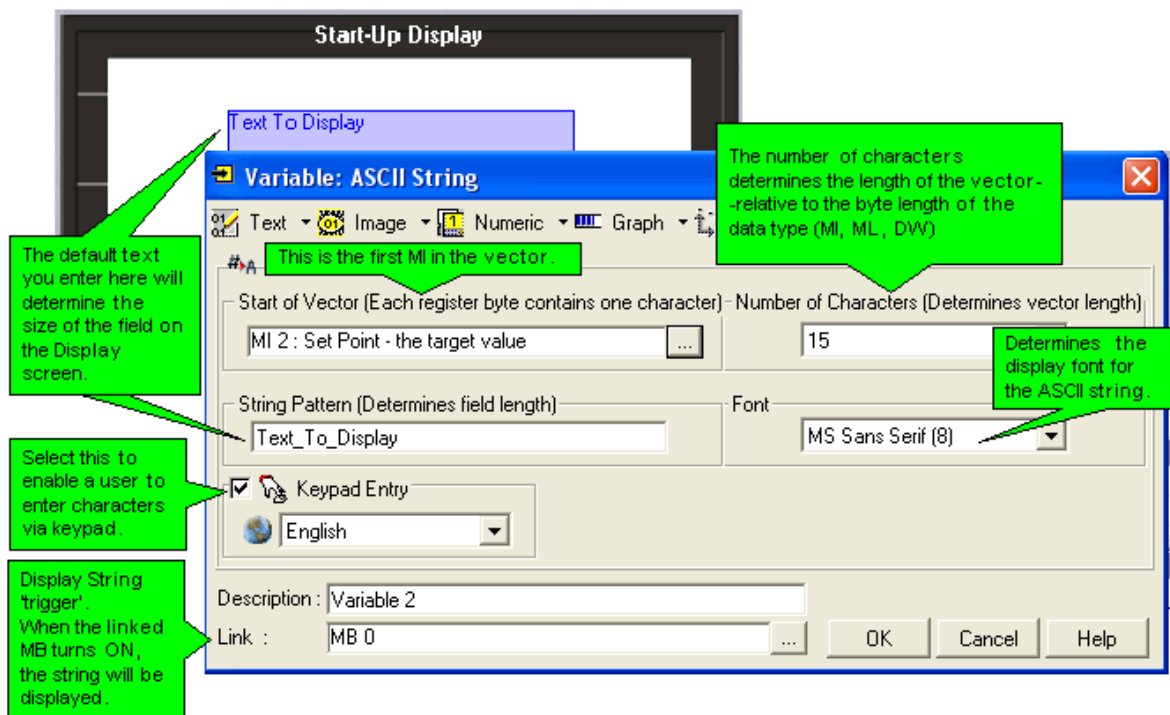 Start-Up Display
Text To Display
The number of characters
determines the length of the vector-
-relative to the byte length of the
data type (MI, ML, DW)
Variable: ASCII String
Text
Image
Numeric
Graph
The default text
you enter here will
determine the
size of the field on
the Display
screen.
This is the first MI in the vector.
Start of Vector (Each register byte contains one character)
Number of Characters (Determines vector length)
MI 2 : Set Point - the target value
...
15
Determines the
display font for
the ASCII string.
String Pattern (Determines field length)
Font
Text_To_Display
MS Sans Serif (8)
Select this to
enable a user to
enter characters
via keypad.
Keypad Entry
English
Display String
'trigger'.
When the linked
MB turns ON,
the string will be
displayed.
Description : Variable 2
Link : MB 0
...
OK
Cancel
Help